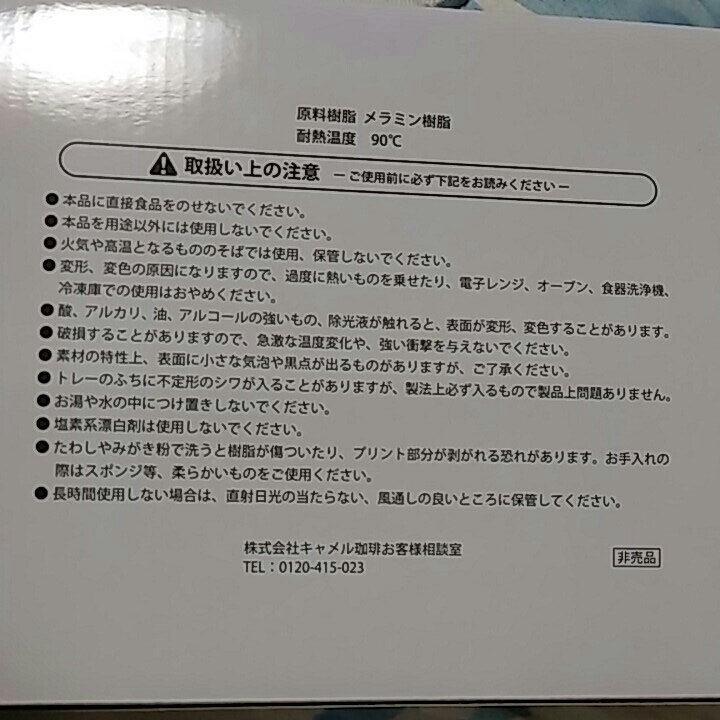 原料樹脂 メラミン樹脂
耐熱温度 90℃
取扱い上の注意 ーご使用前に必ず下記をお読みくださいー
●本品に直接食品をのせないでください。
●本品を用途以外には使用しないでください。
●火気や高温となるもののそばでは使用、保管しないでください。
●変形、変色の原因になりますので、過度に熱いものを乗せたり、電子レンジ、オーブン、食器洗浄機、
冷凍庫での使用はおやめください。
●酸、アルカリ、油、アルコールの強いもの、除光液が触れると、表面が変形、変色することがあります。
●破損することがありますので、急激な温度変化や、強い衝撃を与えないでください。
●素材の特性上、表面に小さな気泡や黒点が出るものがありますが、ご了承ください。
●トレーのふちに不定形のシワが入ることがありますが、製法上必ず入るもので製品上問題ありません。
●お湯や水の中につけ置きしないでください。
●塩素系漂白剤は使用しないでください。
●たわしやみがき粉で洗うと樹脂が傷ついたり、プリント部分が剥がれる恐れがあります。お手入れの
際はスポンジ等、柔らかいものをご使用ください。
●長時間使用しない場合は、直射日光の当たらない、風通しの良いところに保管してください。
株式会社キャメル珈琲お客様相談室
TEL：0120-415-023
非売品